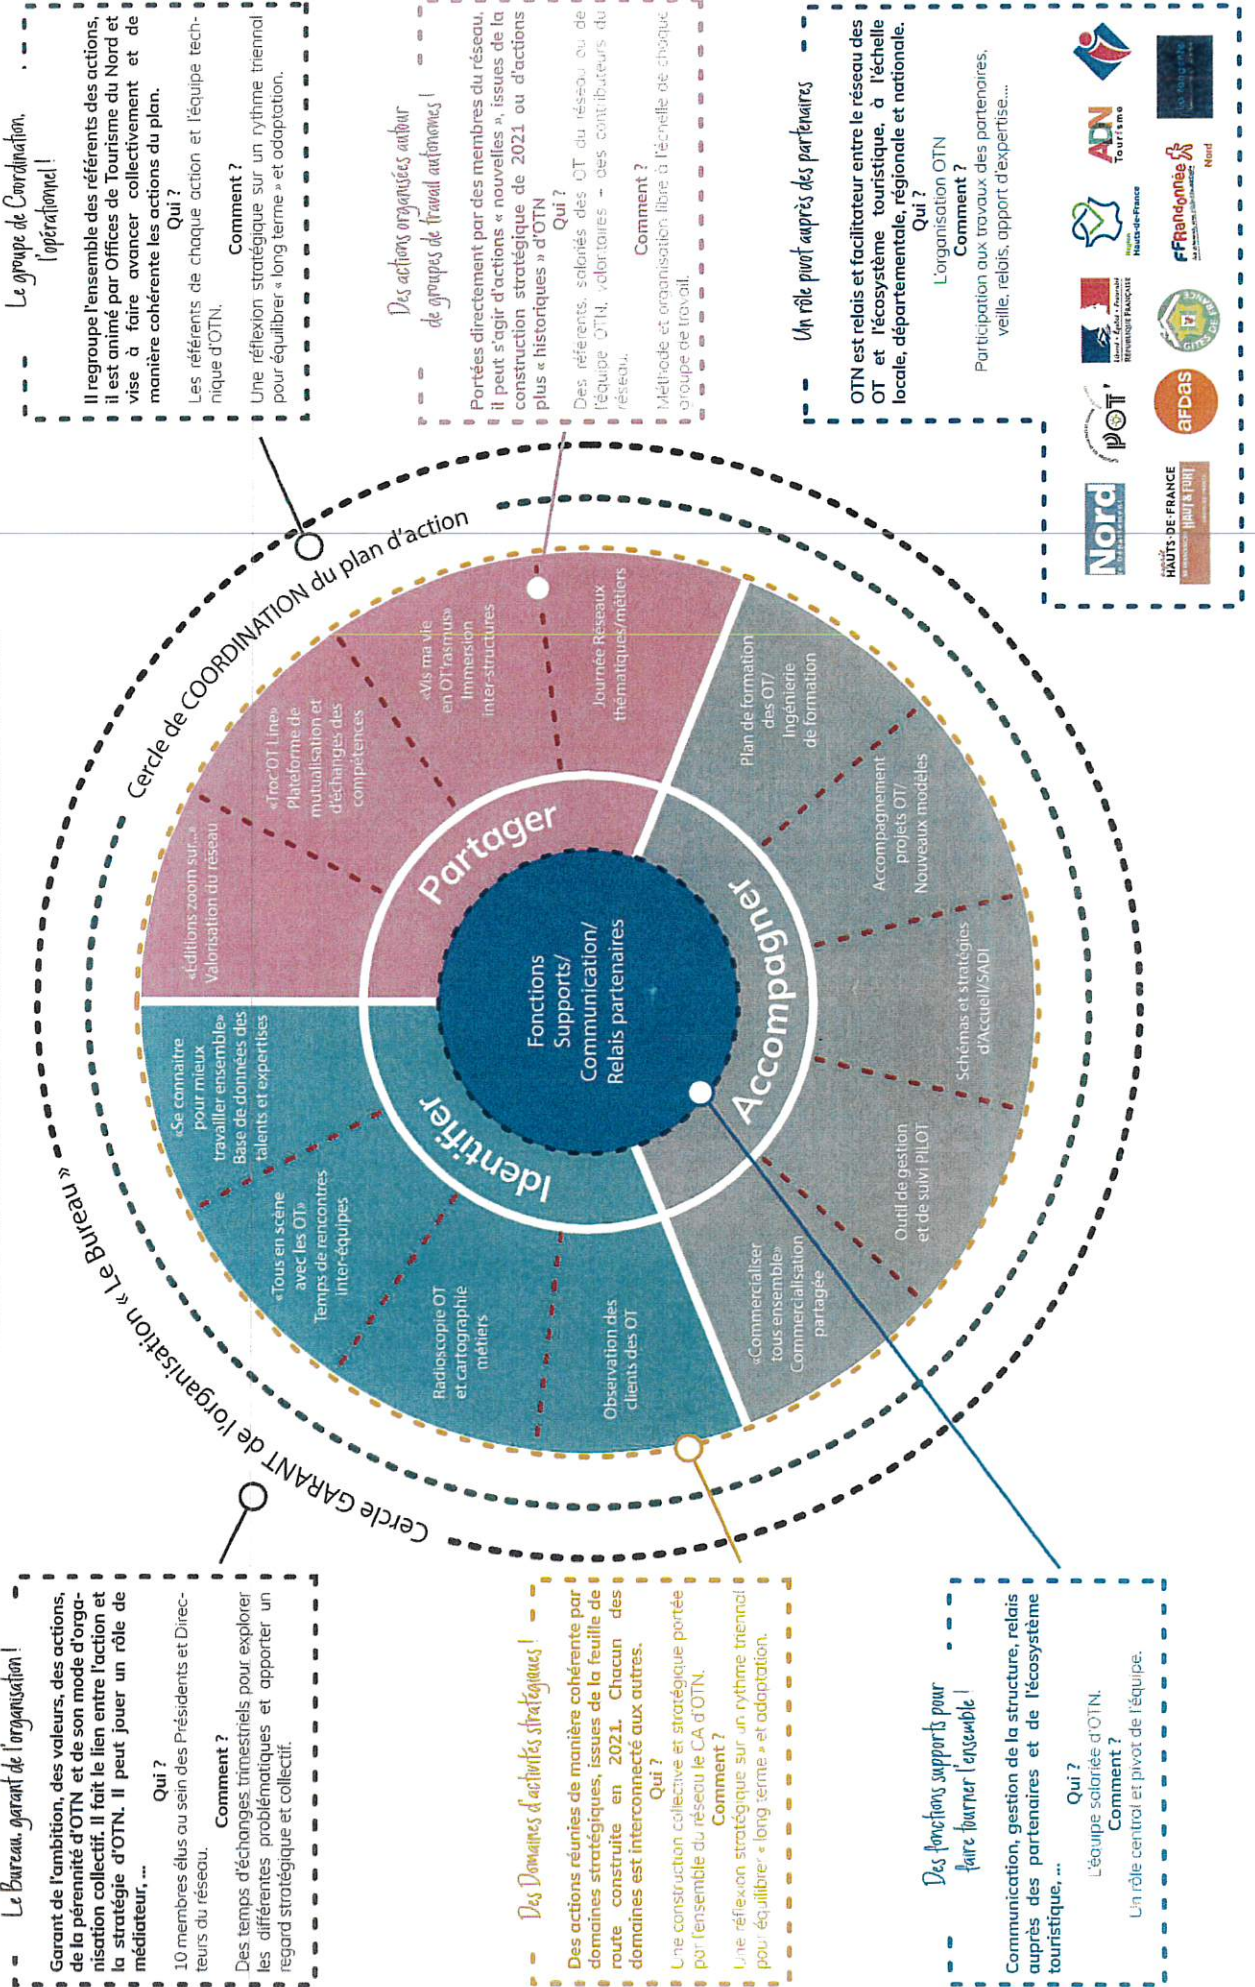 Le Bureau, garant de l'organisation !
Garant de l'ambition, des valeurs, des actions,
de la pérennité d'OTN et de son mode d'orga-
nisation collectif. Il fait le lien entre l'action et
la stratégie d'OTN. Il peut jouer un rôle de
médiateur, ...
Qui ?
10 membres élus au sein des Présidents et Direc-
teurs du réseau.
Comment ?
Des temps d'échanges trimestriels pour explorer
les différentes problématiques et apporter un
regard stratégique et collectif.
Des Domaines d'activités stratégiques !
Des actions réunies de manière cohérente par
domaines stratégiques, issues de la feuille de
route construite en 2021. Chacun des
domaines est interconnecté aux autres.
Qui ?
Une construction collective et stratégique portée
par l'ensemble du réseau le CA d'OTN.
Comment ?
Une réflexion stratégique sur un rythme triennal
pour équilibrer « long terme » et adaptation.
Des fonctions supports pour
faire tourner l'ensemble !
Communication, gestion de la structure, relais
auprès des partenaires et de l'écosystème
touristique, ...
Qui ?
L'équipe salariée d'OTN.
Comment ?
Un rôle central et pivot de l'équipe.
Cercle GARANT de l'organisation « Le Bureau »
Cercle de COORDINATION du plan d'action
Identifier
«Se connaitre
pour mieux
travailler ensemble»
Base de données des
talents et expertises
«Tous en scène
avec les OT»
Temps de rencontres
inter-équipes
Radioscopie OT
et cartographie
métiers
Observation des
clients des OT
Partager
«Editions zoom sur...»
Valorisation du réseau
«Troc'OT Line»
Plateforme de
mutualisation et
d'échanges des
compétences
«Vis ma vie
en OT'rasmus»
Immersion
inter-structures
Journée Réseaux
thématiques/métiers
Fonctions
Supports/
Communication/
Relais partenaires
Accompagner
«Commercialiser
tous ensemble»
Commercialisation
partagée
Outil de gestion
et de suivi PILOT
Schémas et stratégies
d'Accueil/SADI
Accompagnement
projets OT/
Nouveaux modèles
Plan de formation
des OT/
Ingénierie
de formation
Le groupe de Coordination,
l'opérationnel !
Il regroupe l'ensemble des référents des actions,
il est animé par Offices de Tourisme du Nord et
vise à faire avancer collectivement et de
manière cohérente les actions du plan.
Qui ?
Les référents de chaque action et l'équipe tech-
nique d'OTN.
Comment ?
Une réflexion stratégique sur un rythme triennal
pour équilibrer « long terme » et adaptation.
Des actions organisées autour
de groupes de travail autonomes !
Portées directement par des membres du réseau,
il peut s'agir d'actions « nouvelles », issues de la
construction stratégique de 2021 ou d'actions
plus « historiques » d'OTN
Qui ?
Des référents, salariés des OT du réseau ou de
l'équipe OTN, volontaires – des contributeurs du
réseau.
Comment ?
Méthode et organisation libre à l'échelle de chaque
groupe de travail.
Un rôle pivot auprès des partenaires
OTN est relais et facilitateur entre le réseau des
OT et l'écosystème touristique, à l'échelle
locale, départementale, régionale et nationale.
Qui ?
L'organisation OTN
Comment ?
Participation aux travaux des partenaires,
veille, relais, apport d'expertise....
Nord
le Département
POT'
Liberté • Égalité • Fraternité
RÉPUBLIQUE FRANÇAISE
Région
Hauts-de-France
ADN
Tourisme
HAUTS-DE-FRANCE
HAUT & FORT
afdas
GITES DE FRANCE
FFRandonnée
Nord